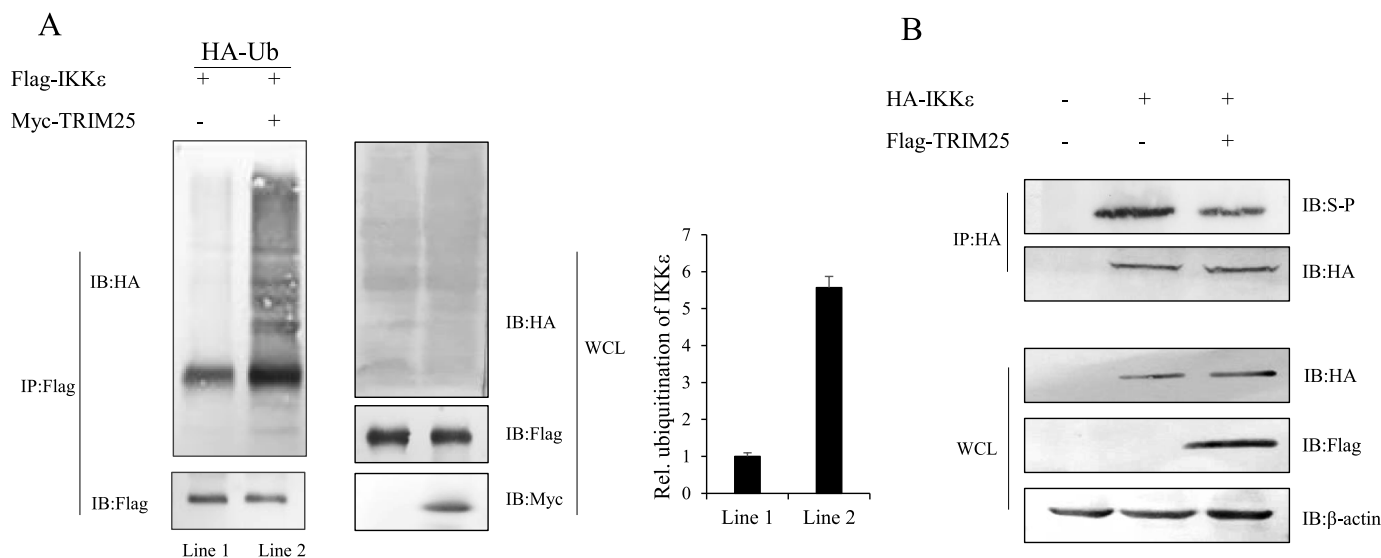 A
HA-Ub
Flag-IKKε + +
Myc-TRIM25 - +
IP:Flag
IB:HA
IB:Flag
Line 1 Line 2
IB:HA
IB:Flag
IB:Myc
WCL
Rel. ubiquitination of IKKε
7
6
5
4
3
2
1
0
Line 1 Line 2
B
HA-IKKε - + +
Flag-TRIM25 - - +
IP:HA
IB:S-P
IB:HA
WCL
IB:HA
IB:Flag
IB:β-actin